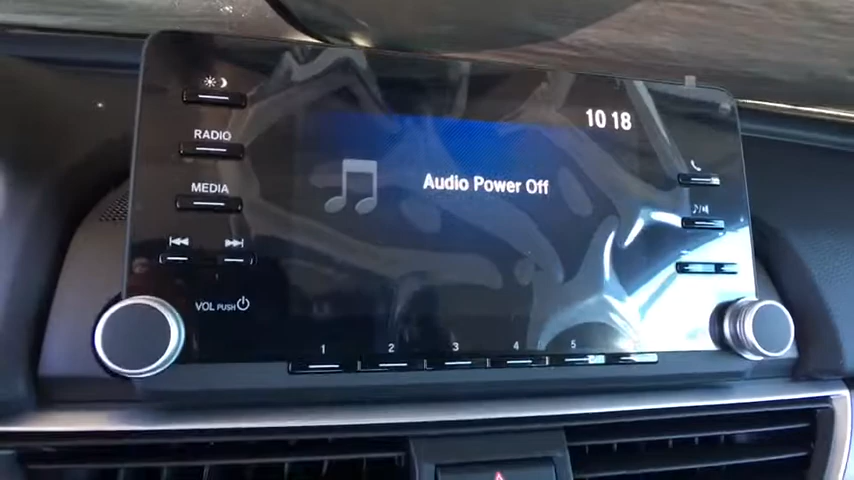 10 18
RADIO
MEDIA
Audio Power Off
VOL PUSH
1 2 3 4 5